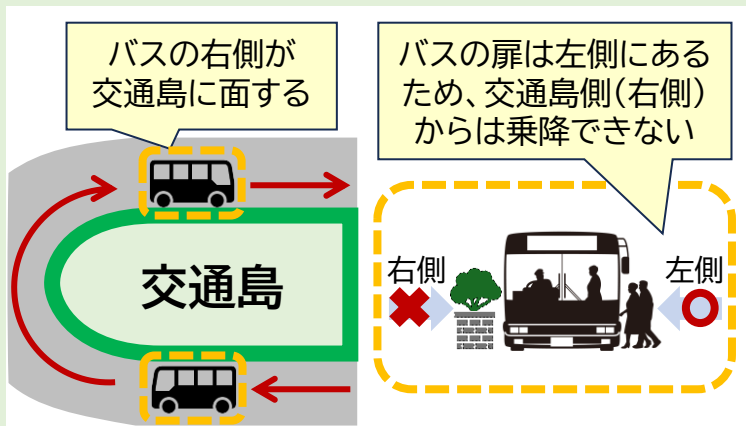 バスの右側が
交通島に面する
バスの扉は左側にある
ため、交通島側(右側)
からは乗降できない
交通島
右側
左側